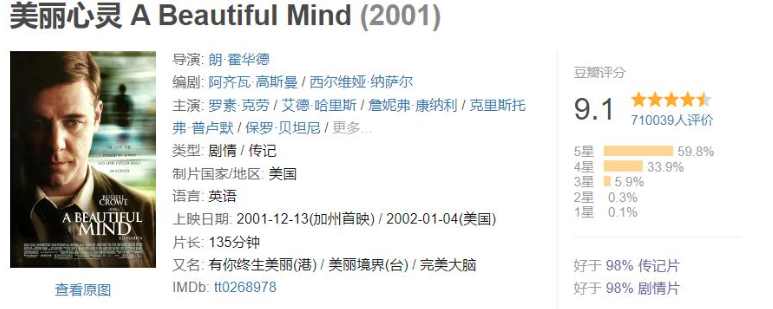 美丽心灵 A Beautiful Mind (2001)
RUSSELL
CROWE
A BEAUTIFUL
MIND
查看原图
导演: 朗·霍华德
编剧: 阿齐瓦·高斯曼 / 西尔维娅·纳萨尔
主演: 罗素·克劳 / 艾德·哈里斯 / 詹妮弗·康纳利 / 克里斯托
弗·普卢默 / 保罗·贝坦尼 / 更多...
类型: 剧情 / 传记
制片国家/地区: 美国
语言: 英语
上映日期: 2001-12-13(加州首映) / 2002-01-04(美国)
片长: 135分钟
又名: 有你终生美丽(港) / 美丽境界(台) / 完美大脑
IMDb: tt0268978
豆瓣评分
9.1
710039人评价
5星 59.8%
4星 33.9%
3星 5.9%
2星 0.3%
1星 0.1%
好于 98% 传记片
好于 98% 剧情片